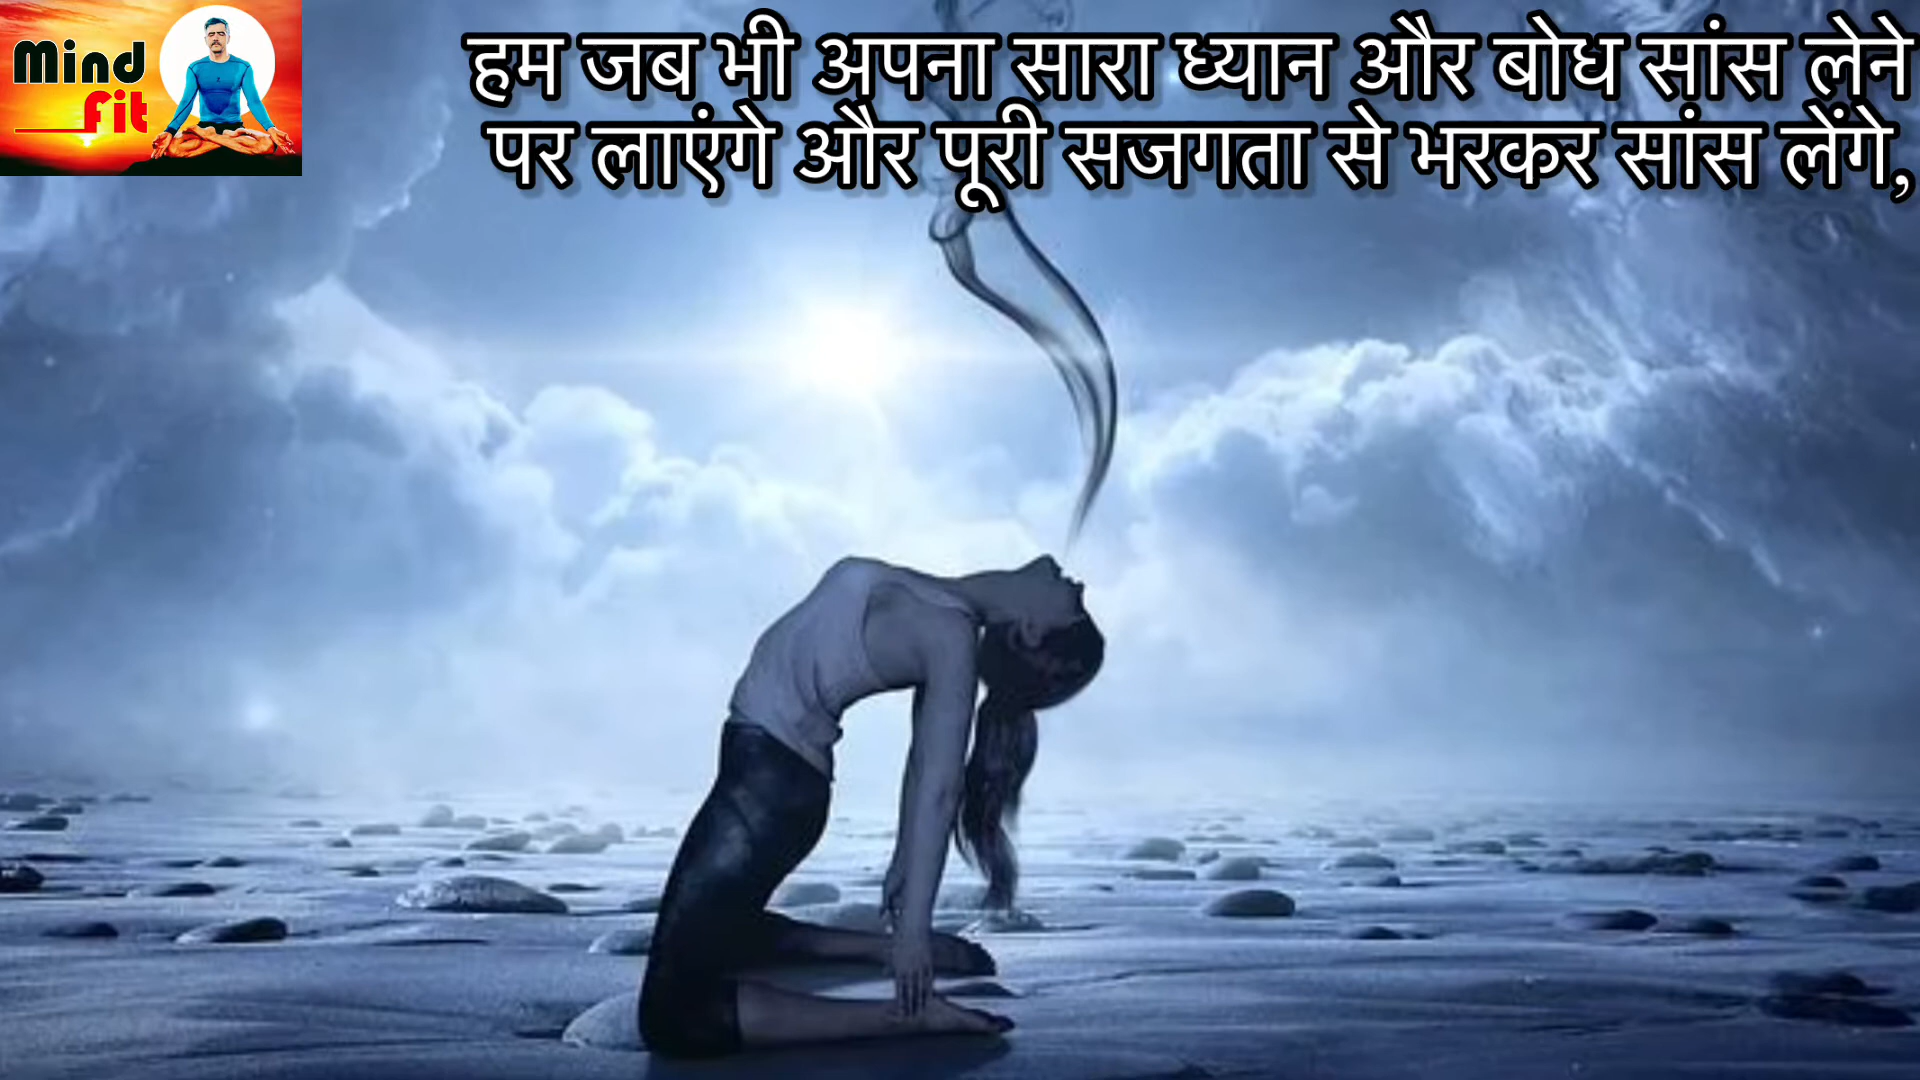 Mind
Fit
हम जब भी अपना सारा ध्यान और बोध सांस लेने
पर लाएंगे और पूरी सजगता से भरकर सांस लेंगे,